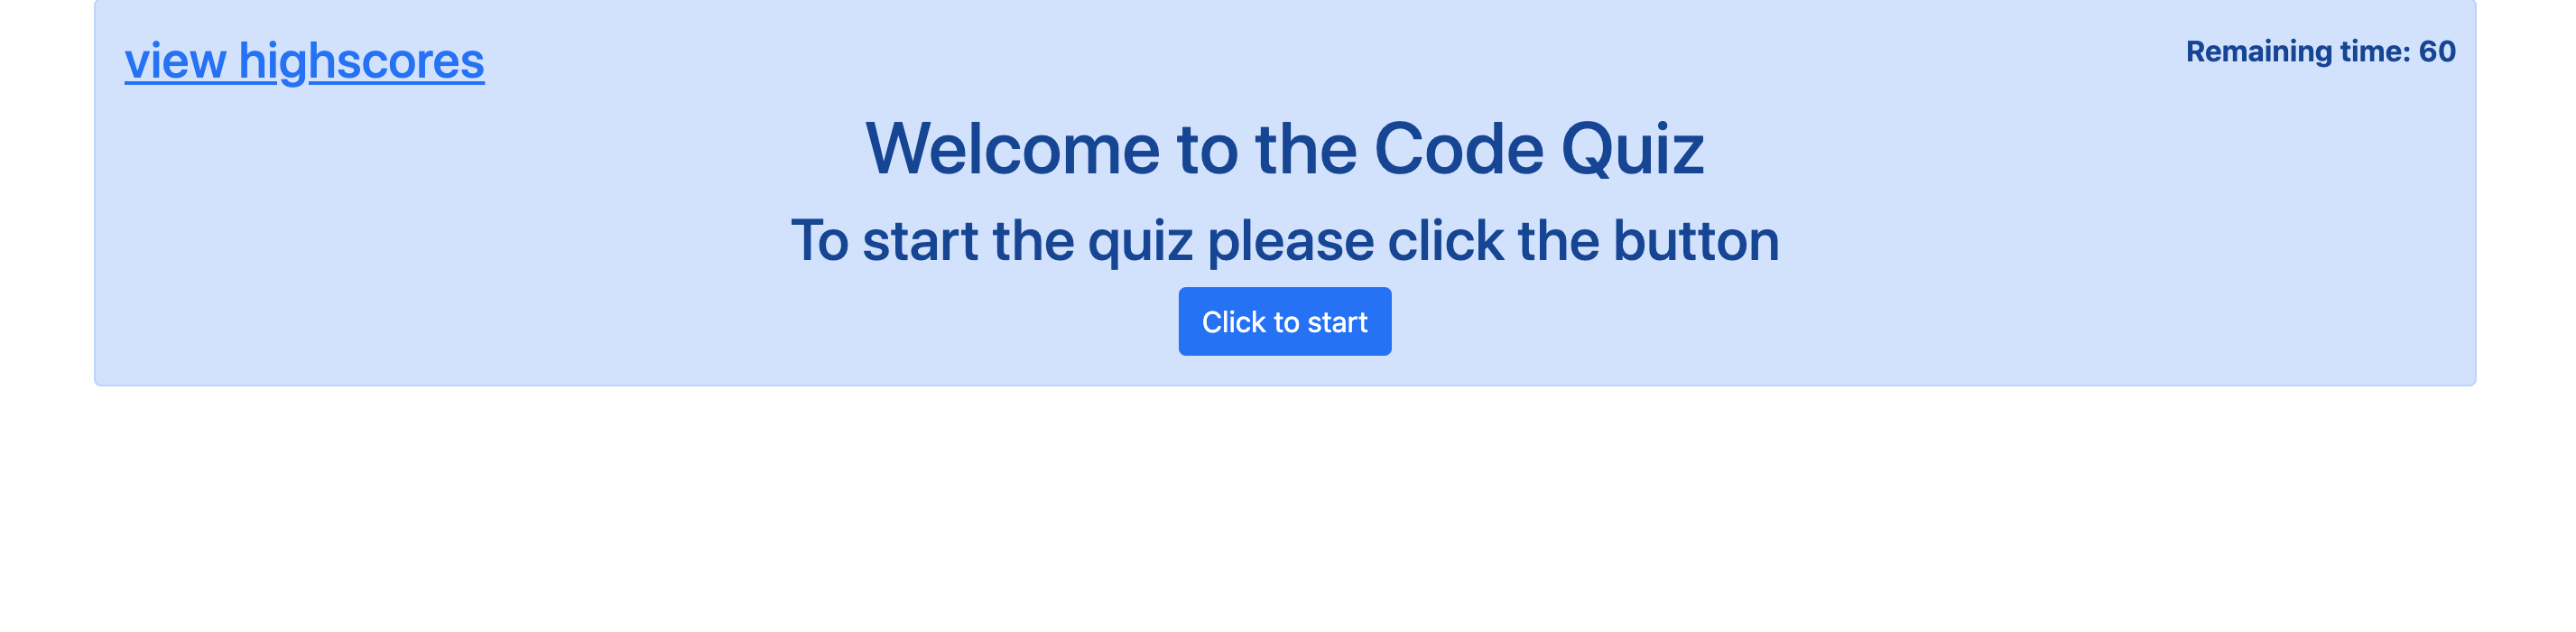 view highscores
Remaining time: 60
Welcome to the Code Quiz
To start the quiz please click the button
Click to start